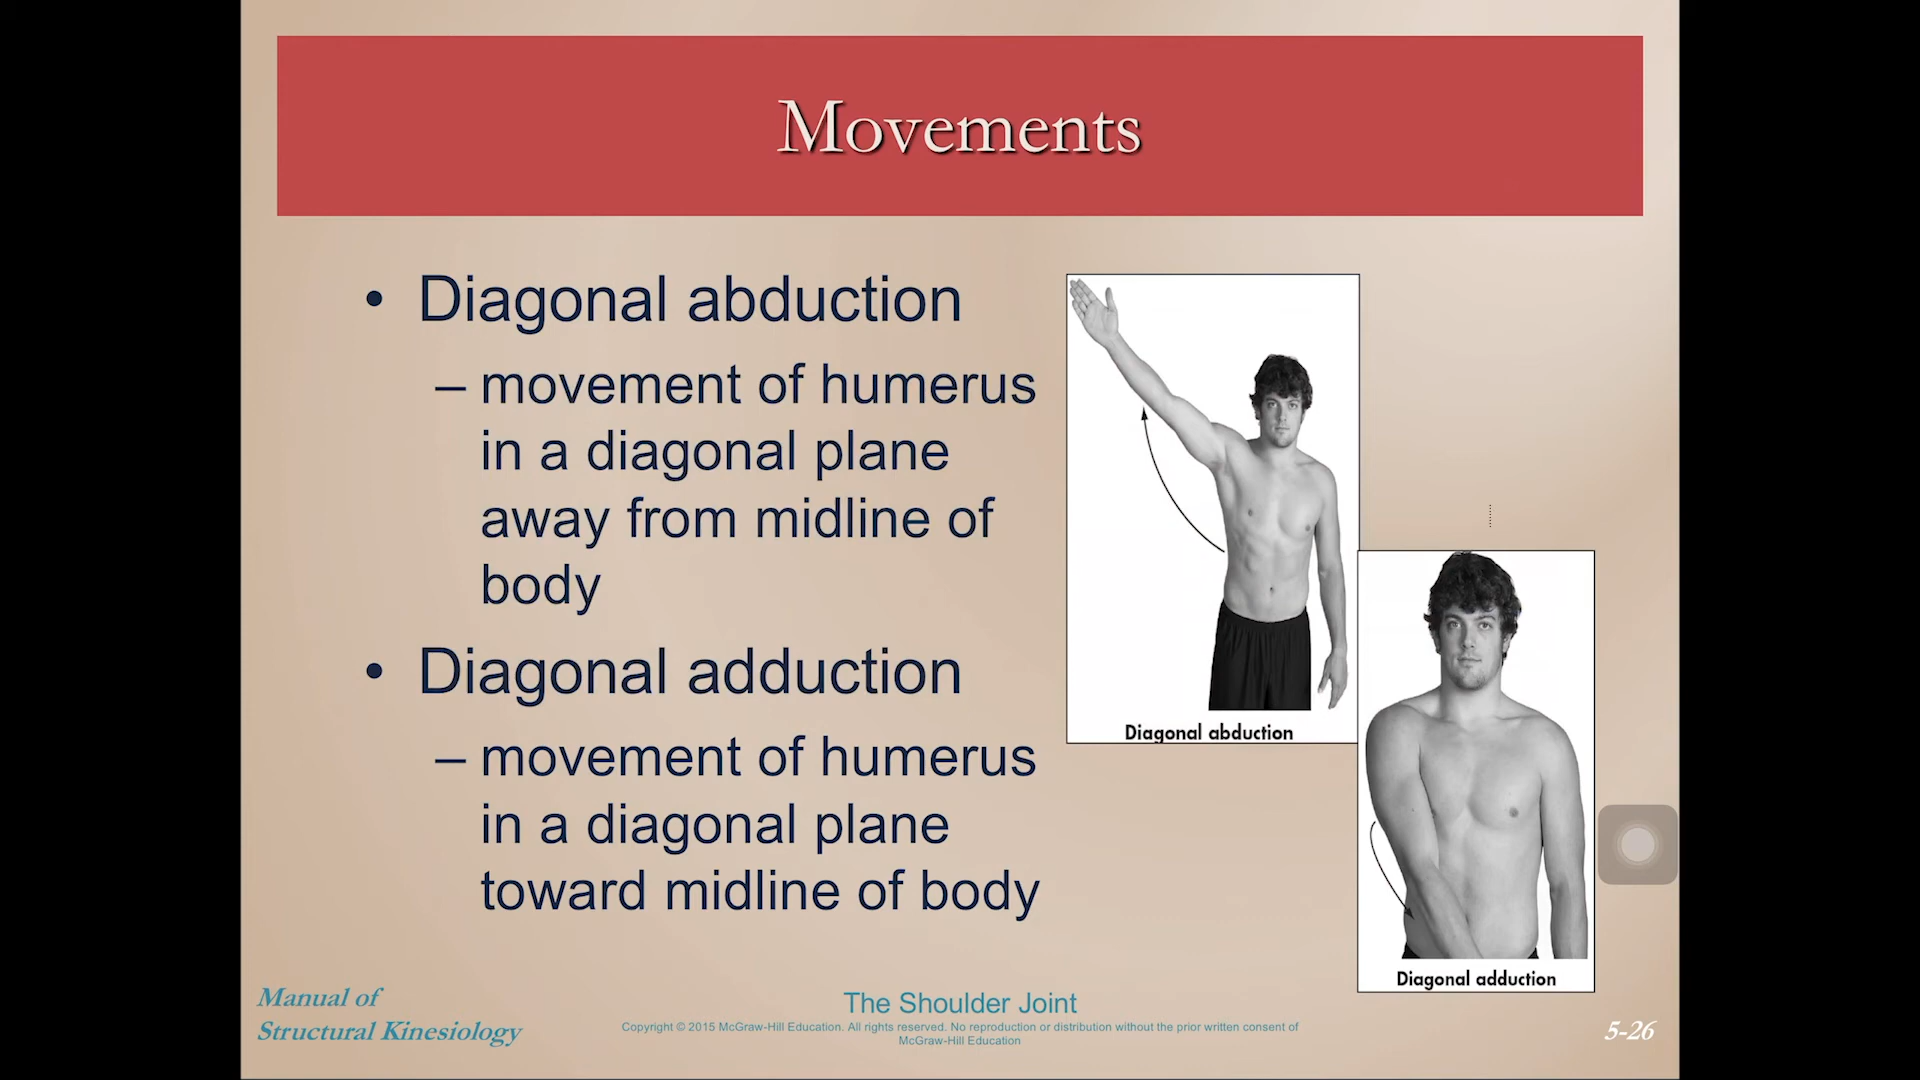 Movements
• Diagonal abduction
– movement of humerus
in a diagonal plane
away from midline of
body
• Diagonal adduction
– movement of humerus
in a diagonal plane
toward midline of body
Diagonal abduction
Diagonal adduction
Manual of
Structural Kinesiology
The Shoulder Joint
Copyright © 2015 McGraw-Hill Education. All rights reserved. No reproduction or distribution without the prior written consent of
McGraw-Hill Education
5-26